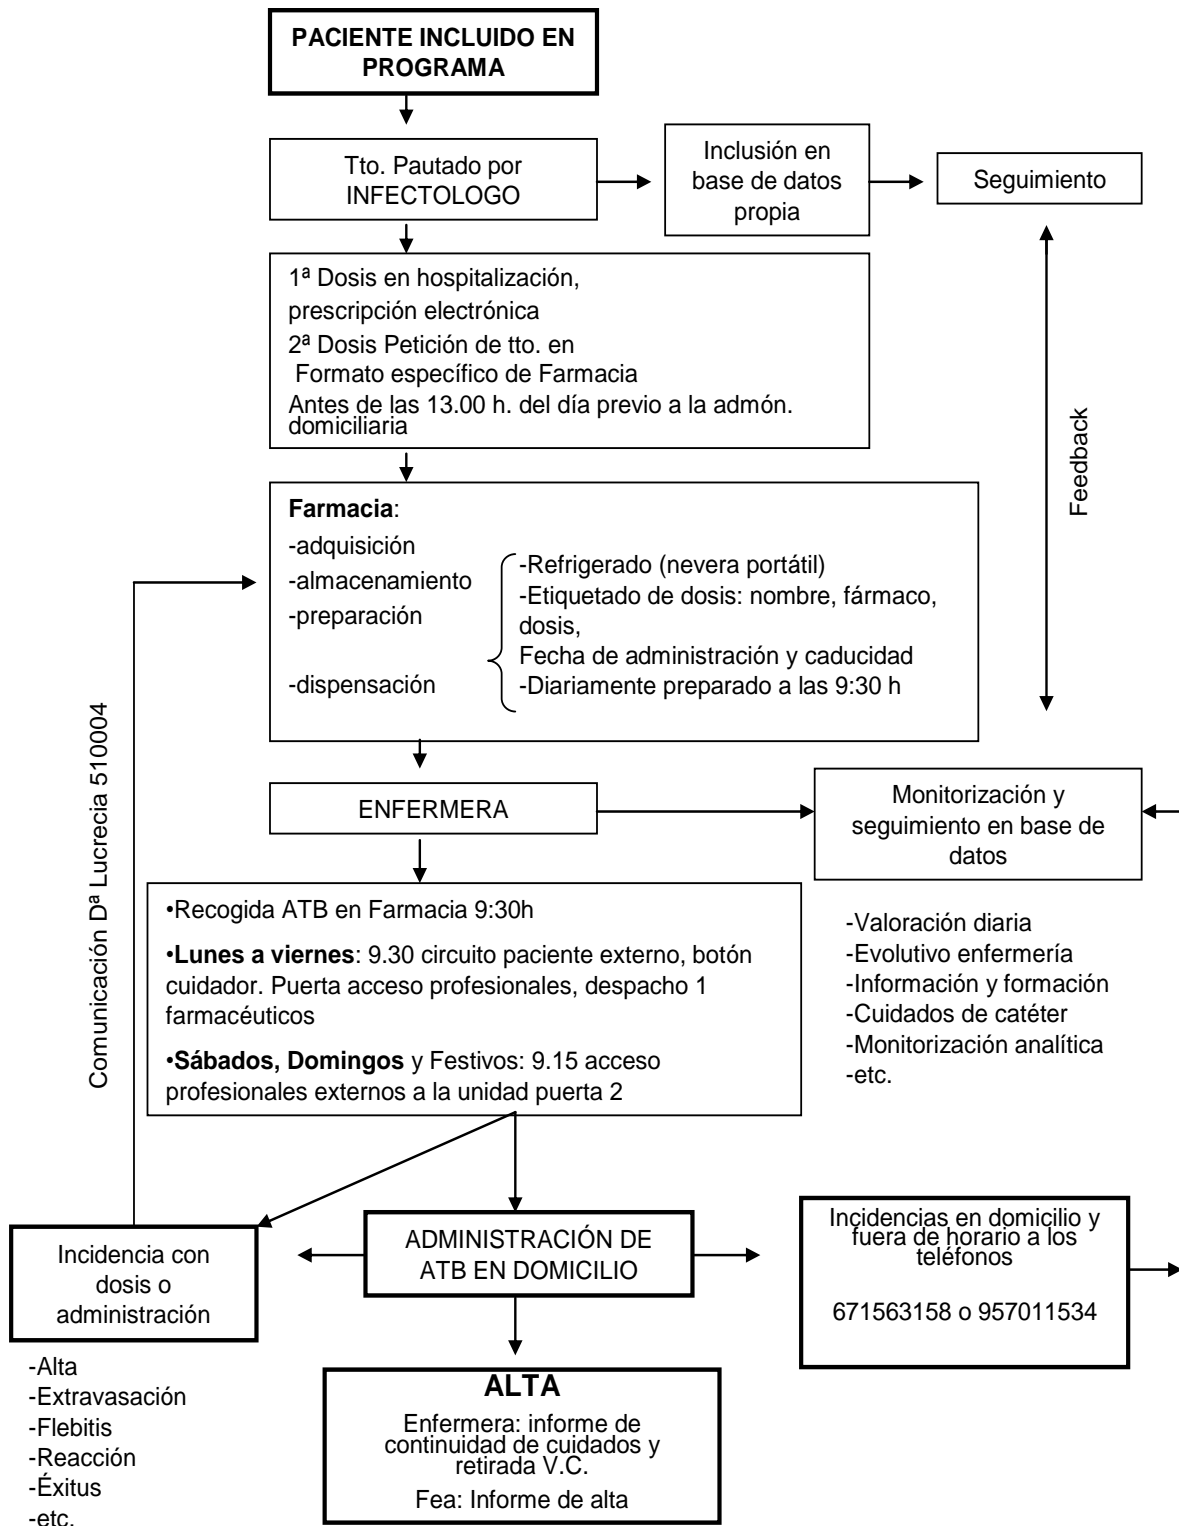 PACIENTE INCLUIDO EN
PROGRAMA
Tto. Pautado por
INFECTOLOGO
Inclusión en
base de datos
propia
Seguimiento
1ª Dosis en hospitalización,
prescripción electrónica
2ª Dosis Petición de tto. en
Formato específico de Farmacia
Antes de las 13.00 h. del día previo a la admón.
domiciliaria
Feedback
Farmacia:
-adquisición
-almacenamiento
-preparación
-dispensación
-Refrigerado (nevera portátil)
-Etiquetado de dosis: nombre, fármaco,
dosis,
Fecha de administración y caducidad
-Diariamente preparado a las 9:30 h
Comunicación Dª Lucrecia 510004
ENFERMERA
Monitorización y
seguimiento en base de
datos
•Recogida ATB en Farmacia 9:30h
•Lunes a viernes: 9.30 circuito paciente externo, botón
cuidador. Puerta acceso profesionales, despacho 1
farmacéuticos
•Sábados, Domingos y Festivos: 9.15 acceso
profesionales externos a la unidad puerta 2
-Valoración diaria
-Evolutivo enfermería
-Información y formación
-Cuidados de catéter
-Monitorización analítica
-etc.
Incidencia con
dosis o
administración
ADMINISTRACIÓN DE
ATB EN DOMICILIO
Incidencias en domicilio y
fuera de horario a los
teléfonos
671563158 o 957011534
-Alta
-Extravasación
-Flebitis
-Reacción
-Éxitus
-etc.
ALTA
Enfermera: informe de
continuidad de cuidados y
retirada V.C.
Fea: Informe de alta